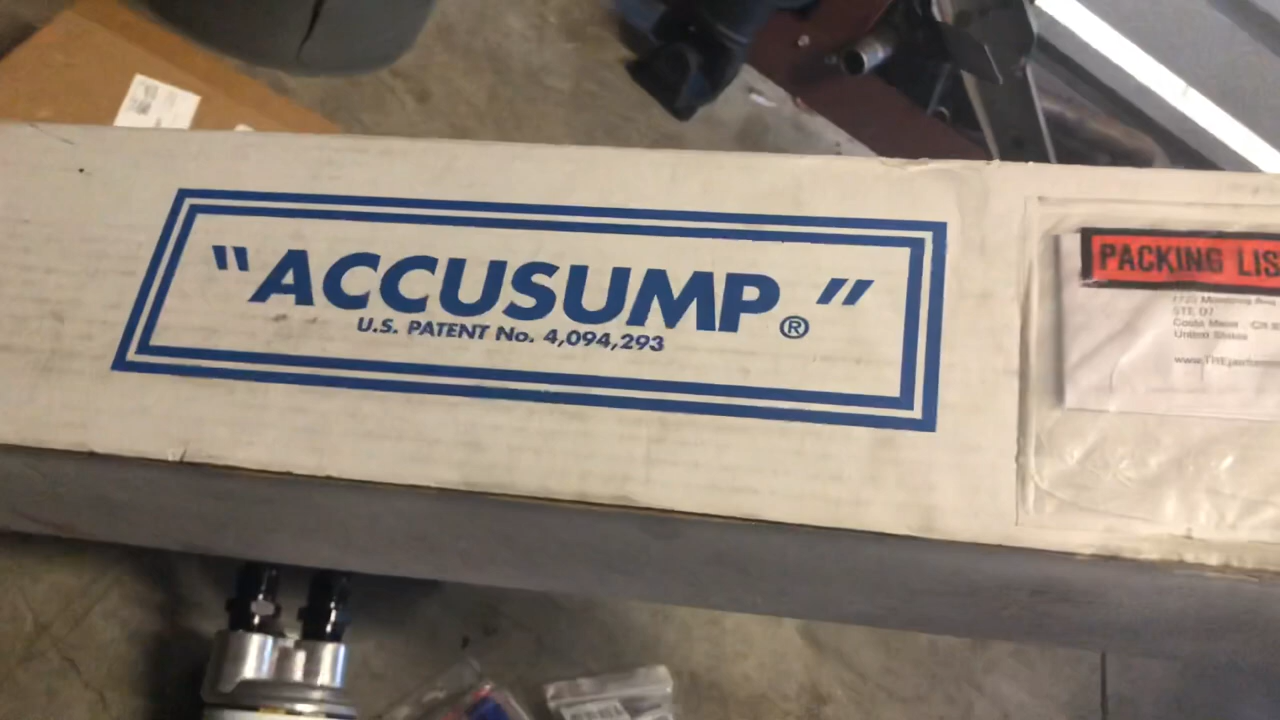 "ACCUSUMP®"
U.S. PATENT No. 4,094,293
PACKING LIS
STE D7
Costa Mesa
United States